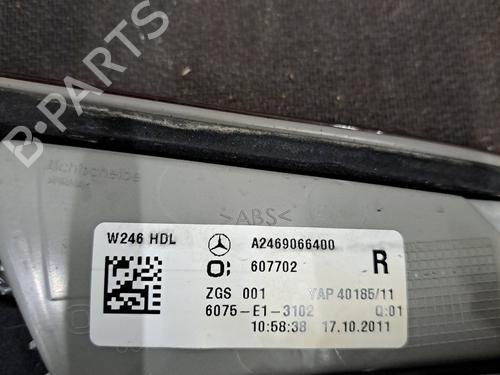 B-PARTS
Lichtscheibe
>ABS<
W246 HDL A2469066400
607702 R
ZGS 001 YAP 40185/11
6075-E1-3102 Q:01
10:58:38 17.10.2011